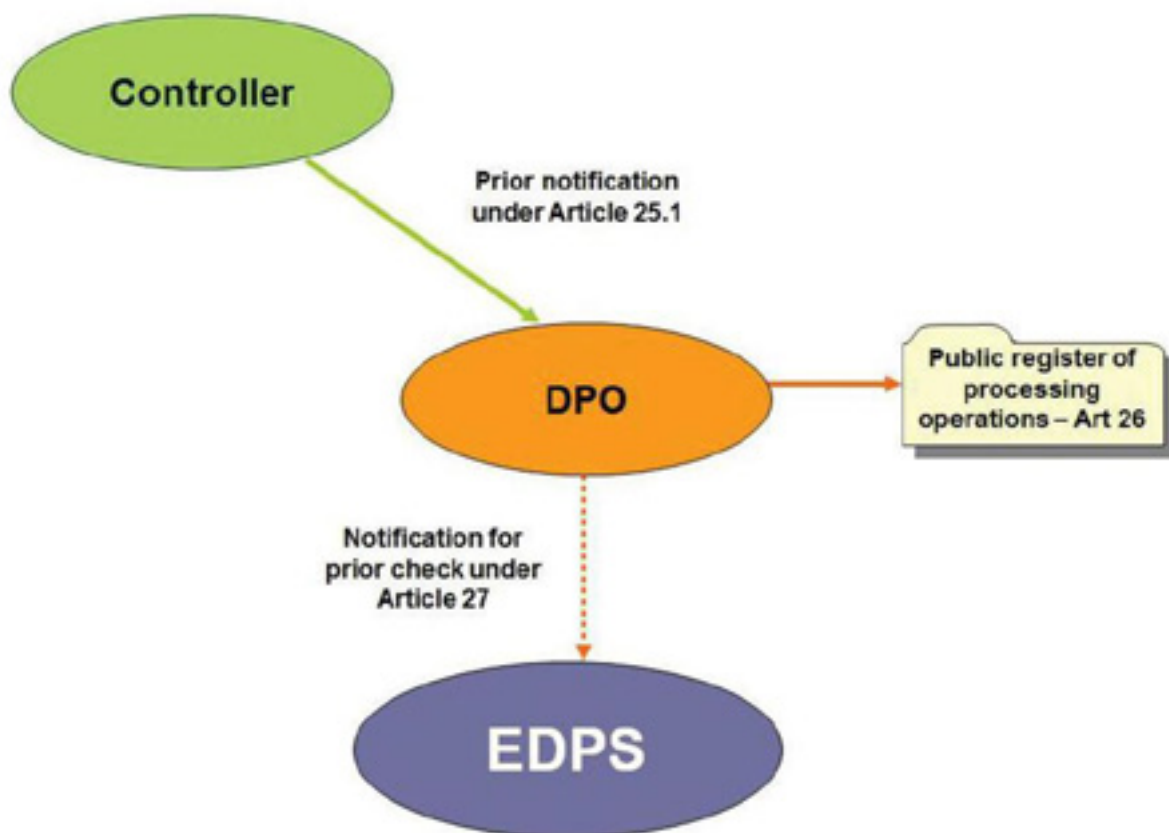 Controller
Prior notification
under Article 25.1
DPO
Public register of
processing
operations – Art 26
Notification for
prior check under
Article 27
EDPS